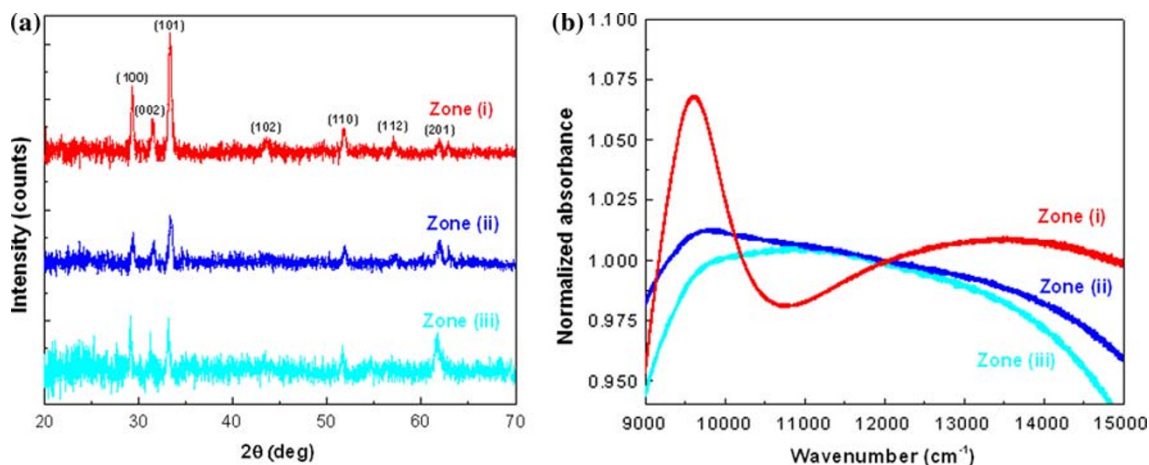 (a)
(100)
(002)
(101)
(102)
(110)
(112)
(201)
Zone (i)
Zone (ii)
Zone (iii)
Intensity (counts)
20 30 40 50 60 70
2θ (deg)
(b)
1.100
1.075
1.050
1.025
1.000
0.975
0.950
Normalized absorbance
Zone (i)
Zone (ii)
Zone (iii)
9000 10000 11000 12000 13000 14000 15000
Wavenumber (cm⁻¹)